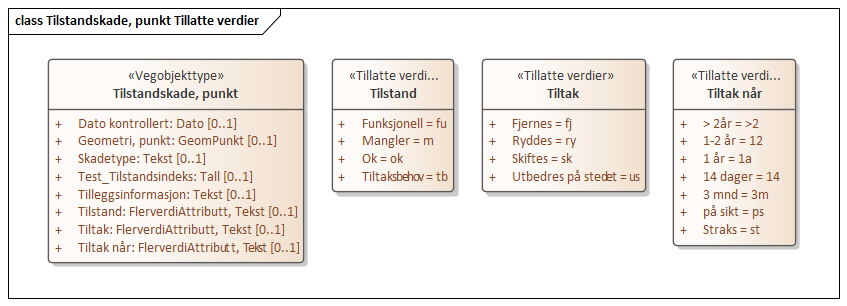 class Tilstandskade, punkt Tillatte verdier
«Vegobjekttype»
Tilstandskade, punkt
+ Dato kontrollert: Dato [0..1]
+ Geometri, punkt: GeomPunkt [0..1]
+ Skadetype: Tekst [0..1]
+ Test_Tilstandsindeks: Tall [0..1]
+ Tilleggsinformasjon: Tekst [0..1]
+ Tilstand: FlerverdiAttributt, Tekst [0..1]
+ Tiltak: FlerverdiAttributt, Tekst [0..1]
+ Tiltak når: FlerverdiAttributt, Tekst [0..1]
«Tillatte verdi...
Tilstand
+ Funksjonell = fu
+ Mangler = m
+ Ok = ok
+ Tiltaksbehov = tb
«Tillatte verdier»
Tiltak
+ Fjernes = fj
+ Ryddes = ry
+ Skiftes = sk
+ Utbedres på stedet = us
«Tillatte verdi...
Tiltak når
+ > 2år = >2
+ 1-2 år = 12
+ 1 år = 1a
+ 14 dager = 14
+ 3 mnd = 3m
+ på sikt = ps
+ Straks = st